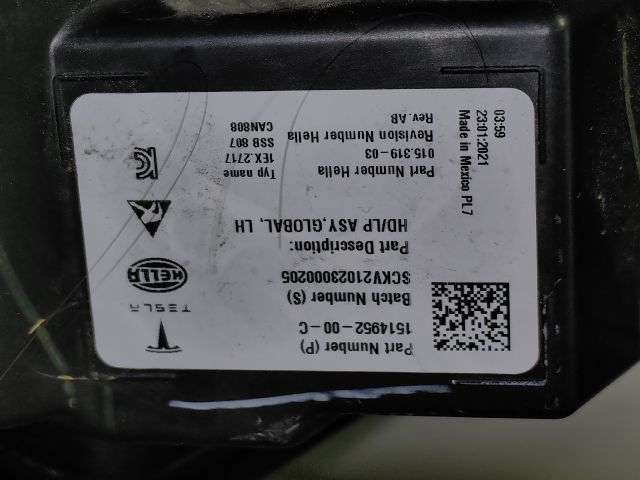 TESLA
HELLA
Part Number (P)
1514952-00-C
Batch Number (S)
SCKV21023000205
Part Description:
HD/LP ASY,GLOBAL, LH
Part Number Hella
015.319-03
Revision Number Hella
Rev.AB
Typ name
1EX.2717
SSB 807
CAN808
03:59
23:01:2021
Made in Mexico PL7